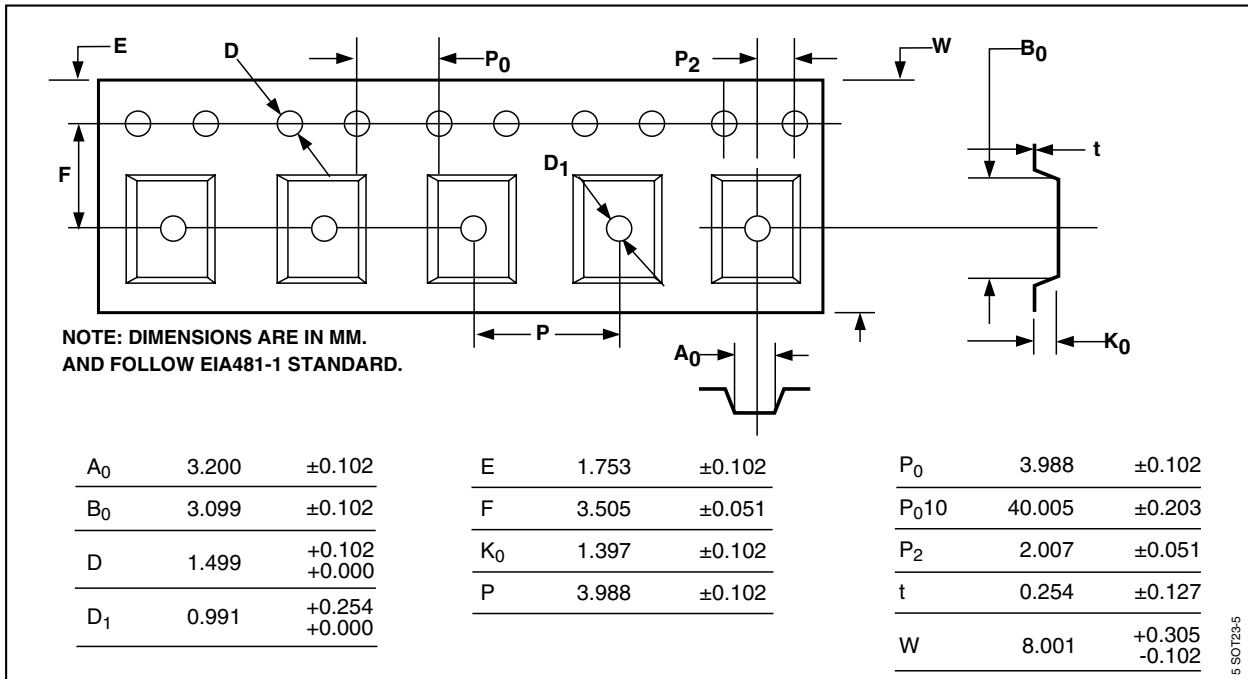 E
D
P0
P2
W
B0
t
F
D1
NOTE: DIMENSIONS ARE IN MM.
AND FOLLOW EIA481-1 STANDARD.
P
A0
K0
A0 3.200 ±0.102
B0 3.099 ±0.102
D 1.499 +0.102
+0.000
D1 0.991 +0.254
+0.000
E 1.753 ±0.102
F 3.505 ±0.051
K0 1.397 ±0.102
P 3.988 ±0.102
P0 3.988 ±0.102
P010 40.005 ±0.203
P2 2.007 ±0.051
t 0.254 ±0.127
W 8.001 +0.305
-0.102
5 SOT23-5